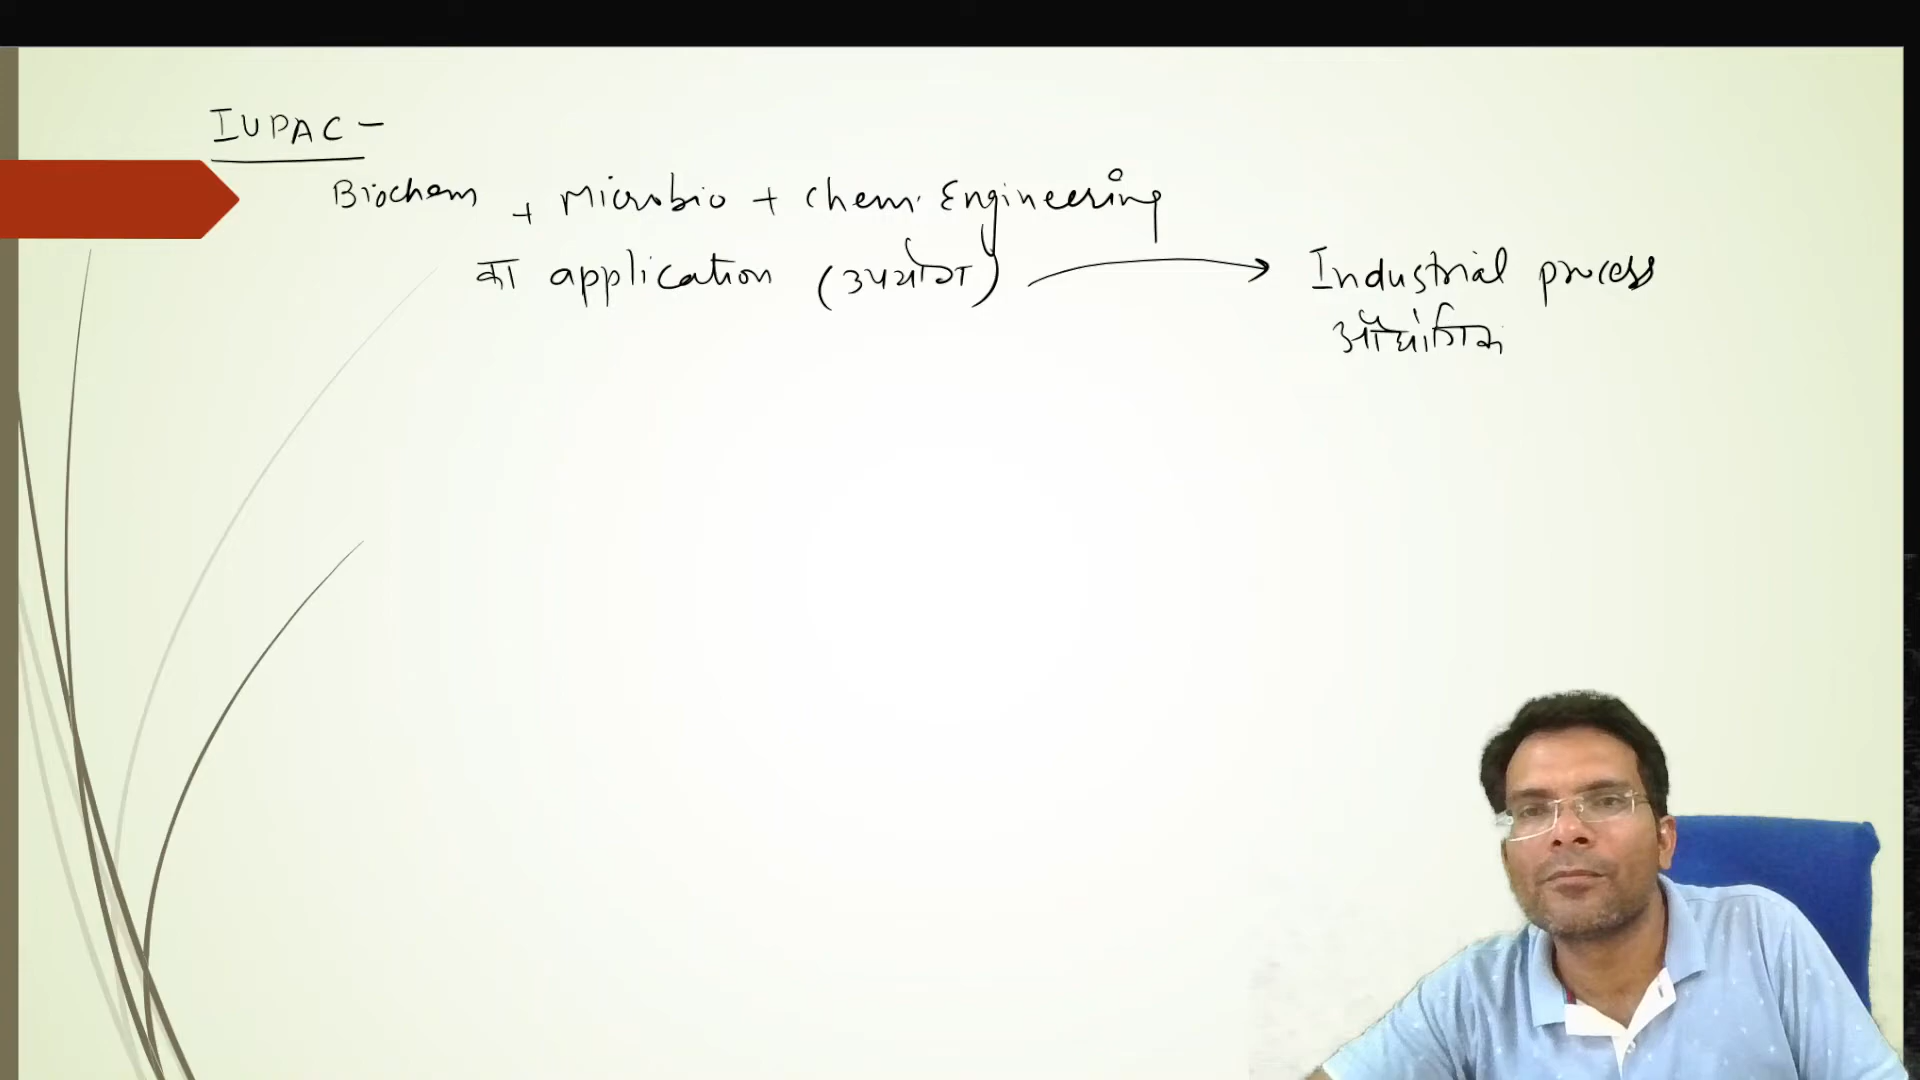 IUPAC -
Biochem + Microbio + Chem. Engineering
का application (उपयोग) → Industrial process
औद्योगिक